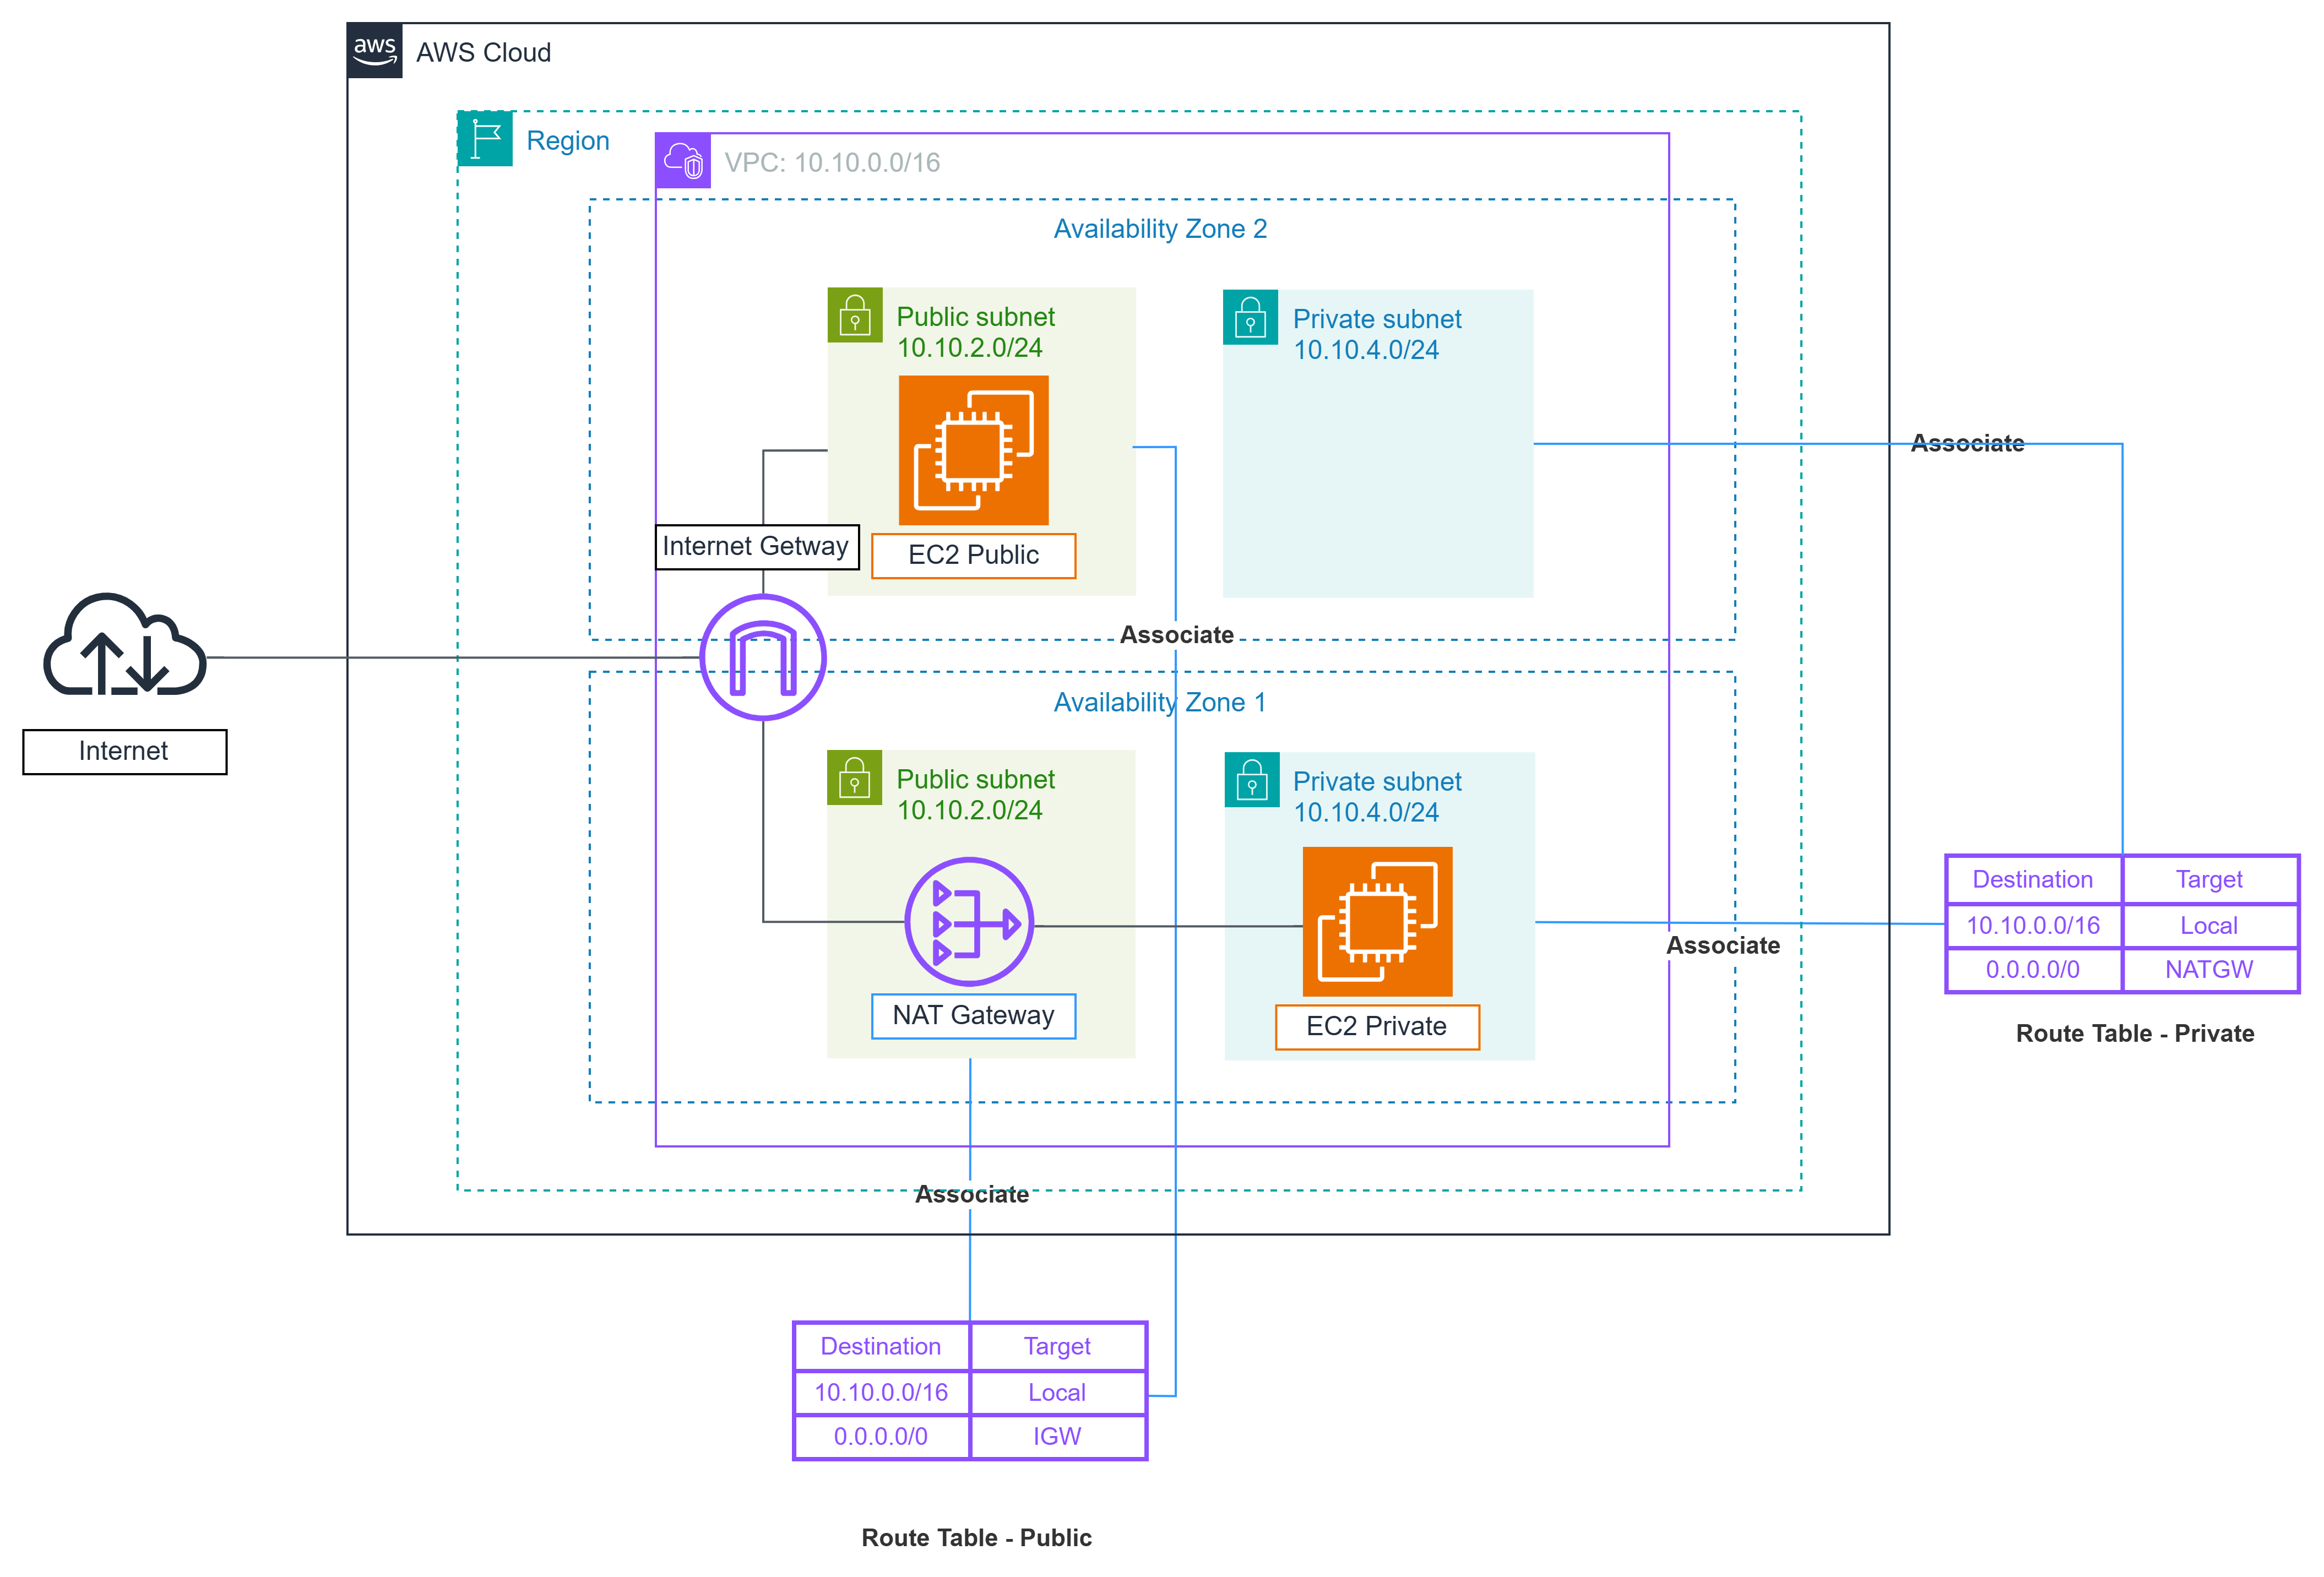 aws
AWS Cloud
Region
VPC: 10.10.0.0/16
Availability Zone 2
Public subnet
10.10.2.0/24
Private subnet
10.10.4.0/24
Associate
Internet Getway
EC2 Public
Associate
Availability Zone 1
Internet
Public subnet
10.10.2.0/24
Private subnet
10.10.4.0/24
NAT Gateway
EC2 Private
Associate
Destination Target
10.10.0.0/16 Local
0.0.0.0/0 NATGW
Route Table - Private
Associate
Destination Target
10.10.0.0/16 Local
0.0.0.0/0 IGW
Route Table - Public